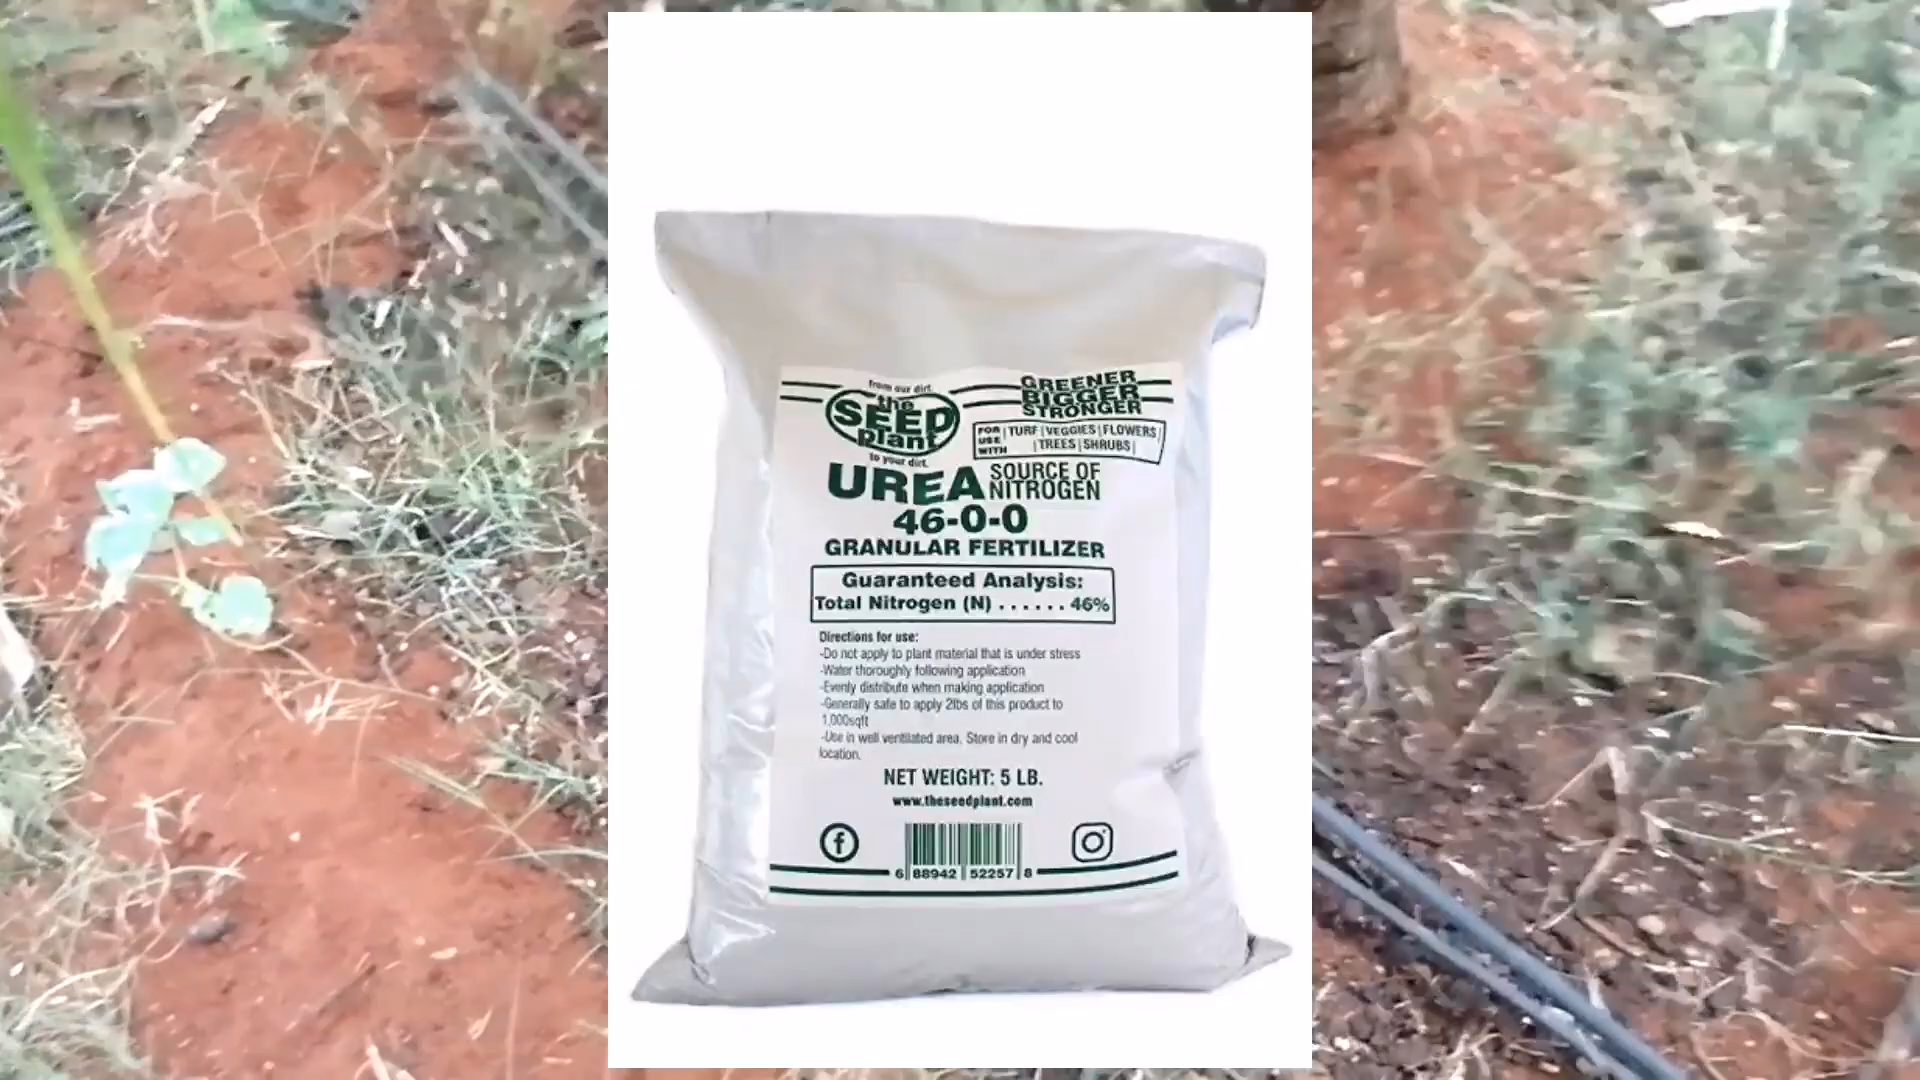 from our dirt.
the
SEED
plant
to your dirt.
GREENER
BIGGER
STRONGER
FOR USE WITH | TURF | VEGGIES | FLOWERS |
| TREES | SHRUBS |
UREA SOURCE OF
NITROGEN
46-0-0
GRANULAR FERTILIZER
Guaranteed Analysis:
Total Nitrogen (N) . . . . . . 46%
Directions for use:
-Do not apply to plant material that is under stress
-Water thoroughly following application
-Evenly distribute when making application
-Generally safe to apply 2lbs of this product to
1,000sqft
-Use in well ventilated area. Store in dry and cool
location.
NET WEIGHT: 5 LB.
www.theseedplant.com
6 88942 52257 8